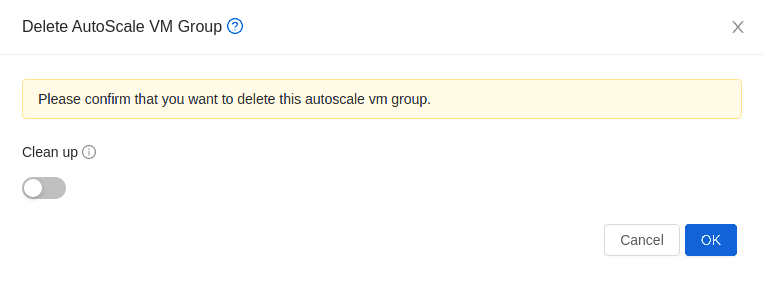 Delete AutoScale VM Group
Please confirm that you want to delete this autoscale vm group.
Clean up
Cancel
OK